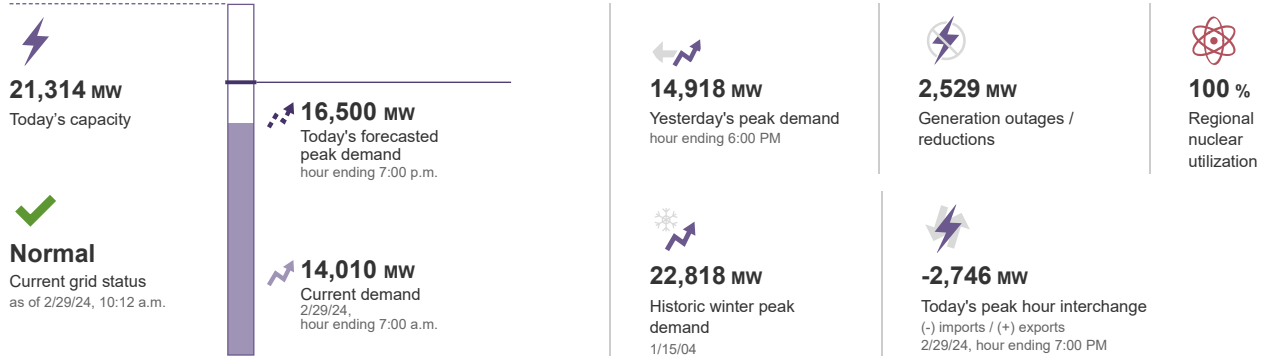 21,314 MW
Today's capacity
Normal
Current grid status
as of 2/29/24, 10:12 a.m.
16,500 MW
Today's forecasted
peak demand
hour ending 7:00 p.m.
14,010 MW
Current demand
2/29/24,
hour ending 7:00 a.m.
14,918 MW
Yesterday's peak demand
hour ending 6:00 PM
2,529 MW
Generation outages /
reductions
100 %
Regional
nuclear
utilization
22,818 MW
Historic winter peak
demand
1/15/04
-2,746 MW
Today's peak hour interchange
(-) imports / (+) exports
2/29/24, hour ending 7:00 PM